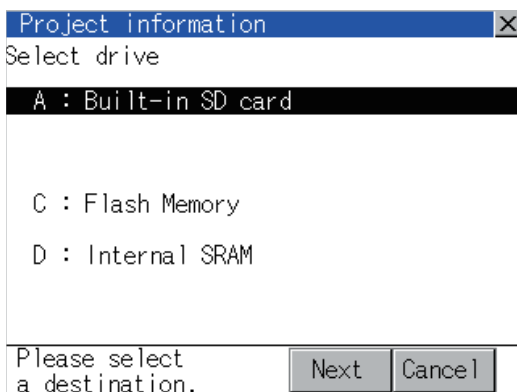 Project information
Select drive
A : Built-in SD card
C : Flash Memory
D : Internal SRAM
Please select
a destination.
Next
Cancel